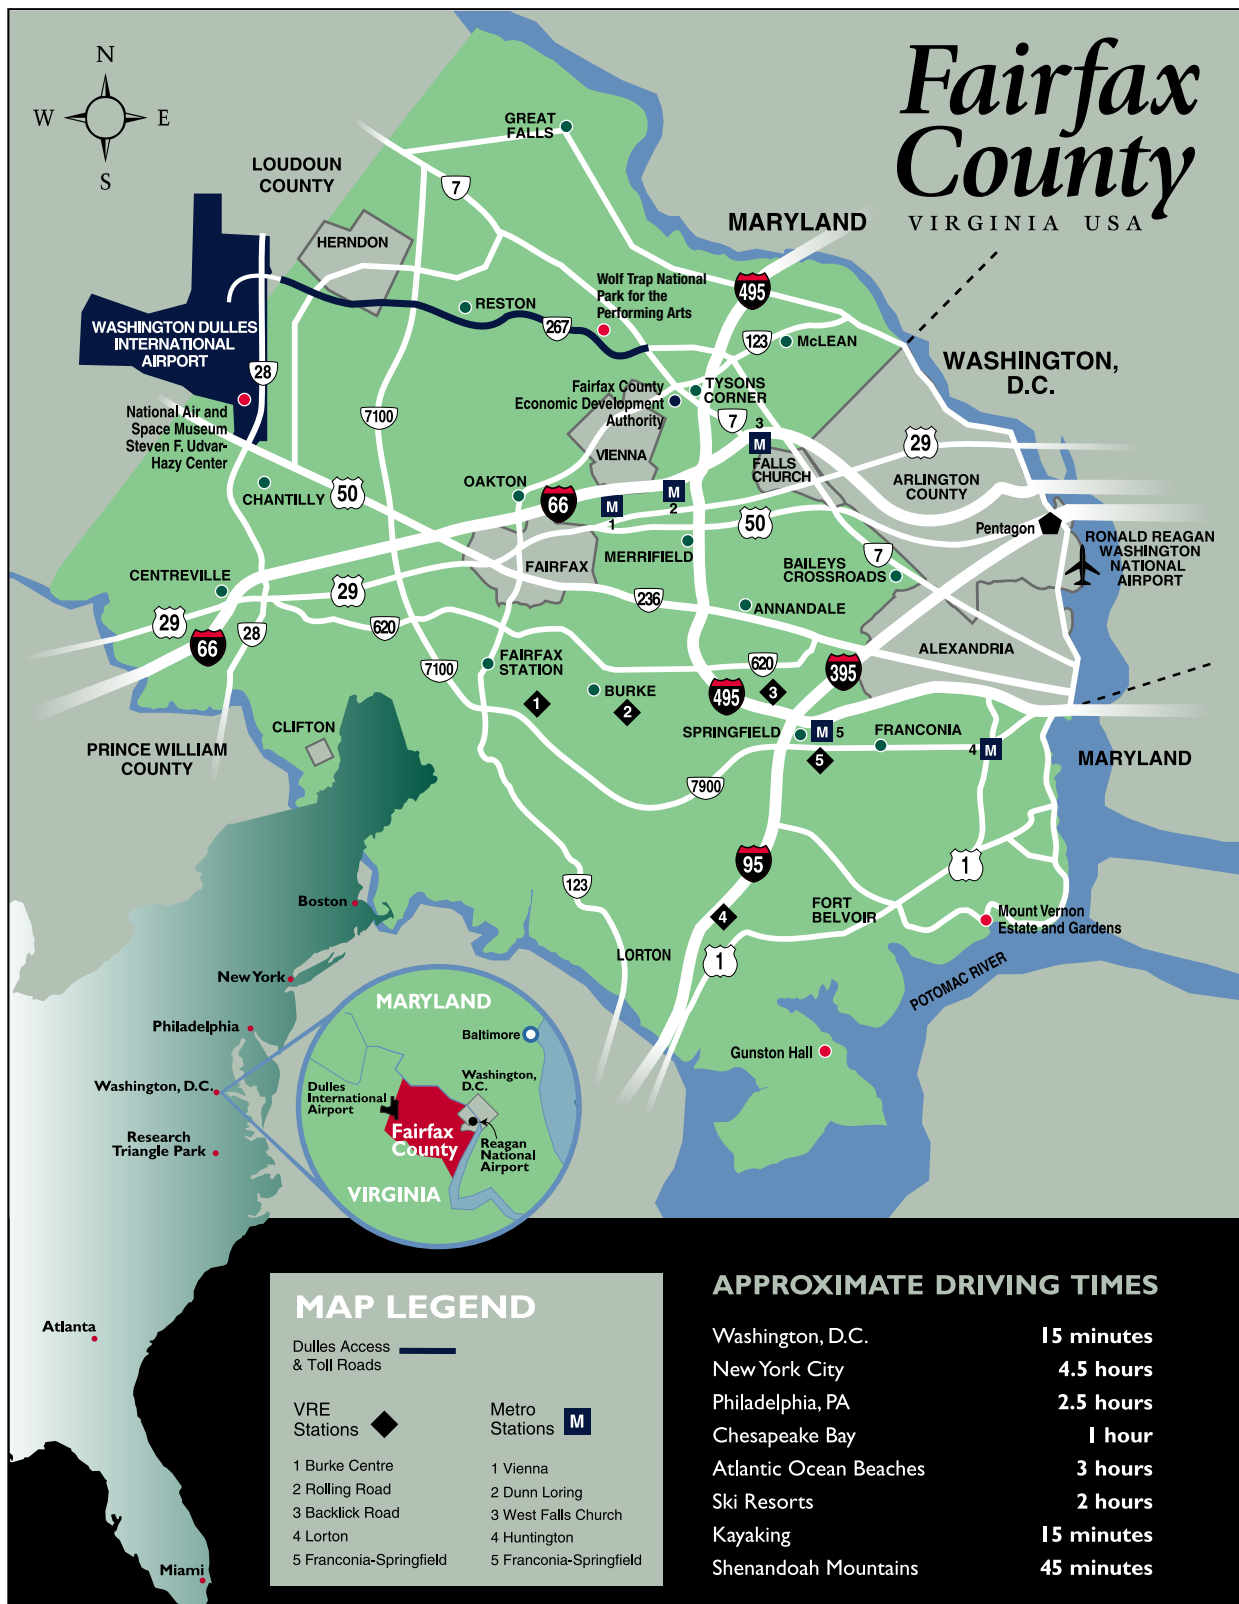 Fairfax
County
VIRGINIA USA
N
W
E
S
GREAT
FALLS
LOUDOUN
COUNTY
7
MARYLAND
HERNDON
Wolf Trap National
Park for the
Performing Arts
495
RESTON
267
WASHINGTON DULLES
INTERNATIONAL
AIRPORT
123
McLEAN
WASHINGTON,
D.C.
28
Fairfax County
Economic Development
Authority
TYSONS
CORNER
National Air and
Space Museum
Steven F. Udvar-
Hazy Center
7100
7
3
M
29
VIENNA
FALLS
CHURCH
ARLINGTON
COUNTY
OAKTON
CHANTILLY
50
66
M
1
M
2
50
Pentagon
RONALD REAGAN
WASHINGTON
NATIONAL
AIRPORT
MERRIFIELD
7
BAILEYS
CROSSROADS
FAIRFAX
CENTREVILLE
29
236
ANNANDALE
29
28
620
66
ALEXANDRIA
FAIRFAX
STATION
7100
620
395
BURKE
1
2
495
3
CLIFTON
SPRINGFIELD
M
5
FRANCONIA
4
M
PRINCE WILLIAM
COUNTY
5
MARYLAND
7900
95
1
123
FORT
BELVOIR
4
Mount Vernon
Estate and Gardens
LORTON
1
POTOMAC RIVER
Gunston Hall
Boston
New York
Philadelphia
Washington, D.C.
Research
Triangle Park
Atlanta
Miami
MARYLAND
Baltimore
Washington,
D.C.
Dulles
International
Airport
Fairfax
County
Reagan
National
Airport
VIRGINIA
MAP LEGEND
Dulles Access
& Toll Roads
VRE
Stations
1 Burke Centre
2 Rolling Road
3 Backlick Road
4 Lorton
5 Franconia-Springfield
Metro
Stations
M
1 Vienna
2 Dunn Loring
3 West Falls Church
4 Huntington
5 Franconia-Springfield
APPROXIMATE DRIVING TIMES
Washington, D.C. 15 minutes
New York City 4.5 hours
Philadelphia, PA 2.5 hours
Chesapeake Bay 1 hour
Atlantic Ocean Beaches 3 hours
Ski Resorts 2 hours
Kayaking 15 minutes
Shenandoah Mountains 45 minutes